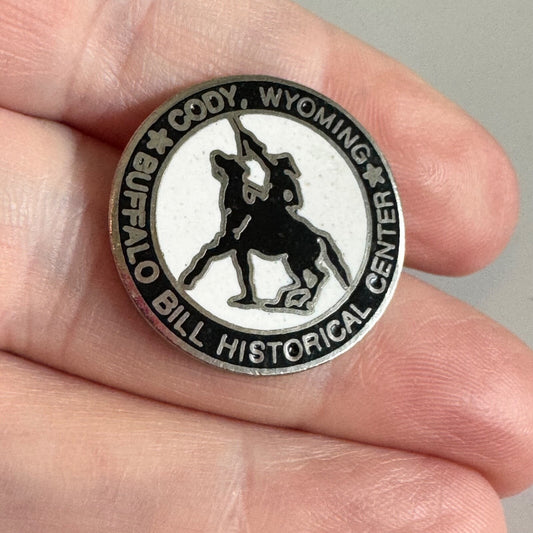 CODY, WYOMING
BUFFALO BILL HISTORICAL CENTER